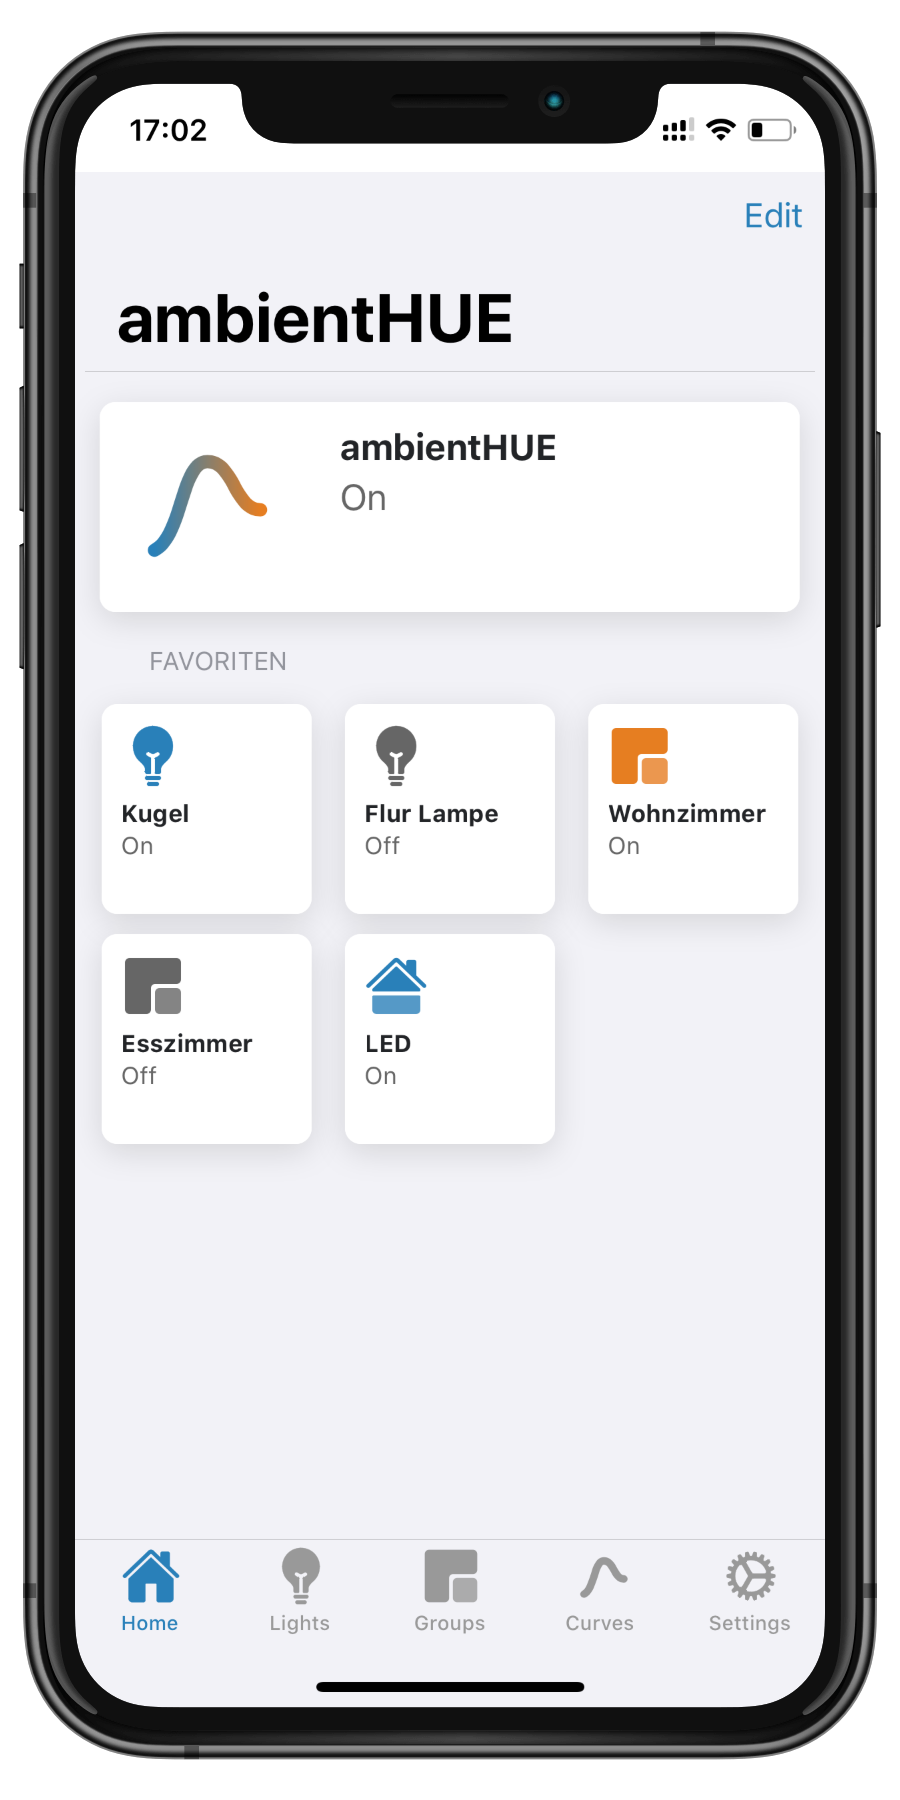 17:02
Edit
ambientHUE
ambientHUE
On
FAVORITEN
Kugel
On
Flur Lampe
Off
Wohnzimmer
On
Esszimmer
Off
LED
On
Home
Lights
Groups
Curves
Settings